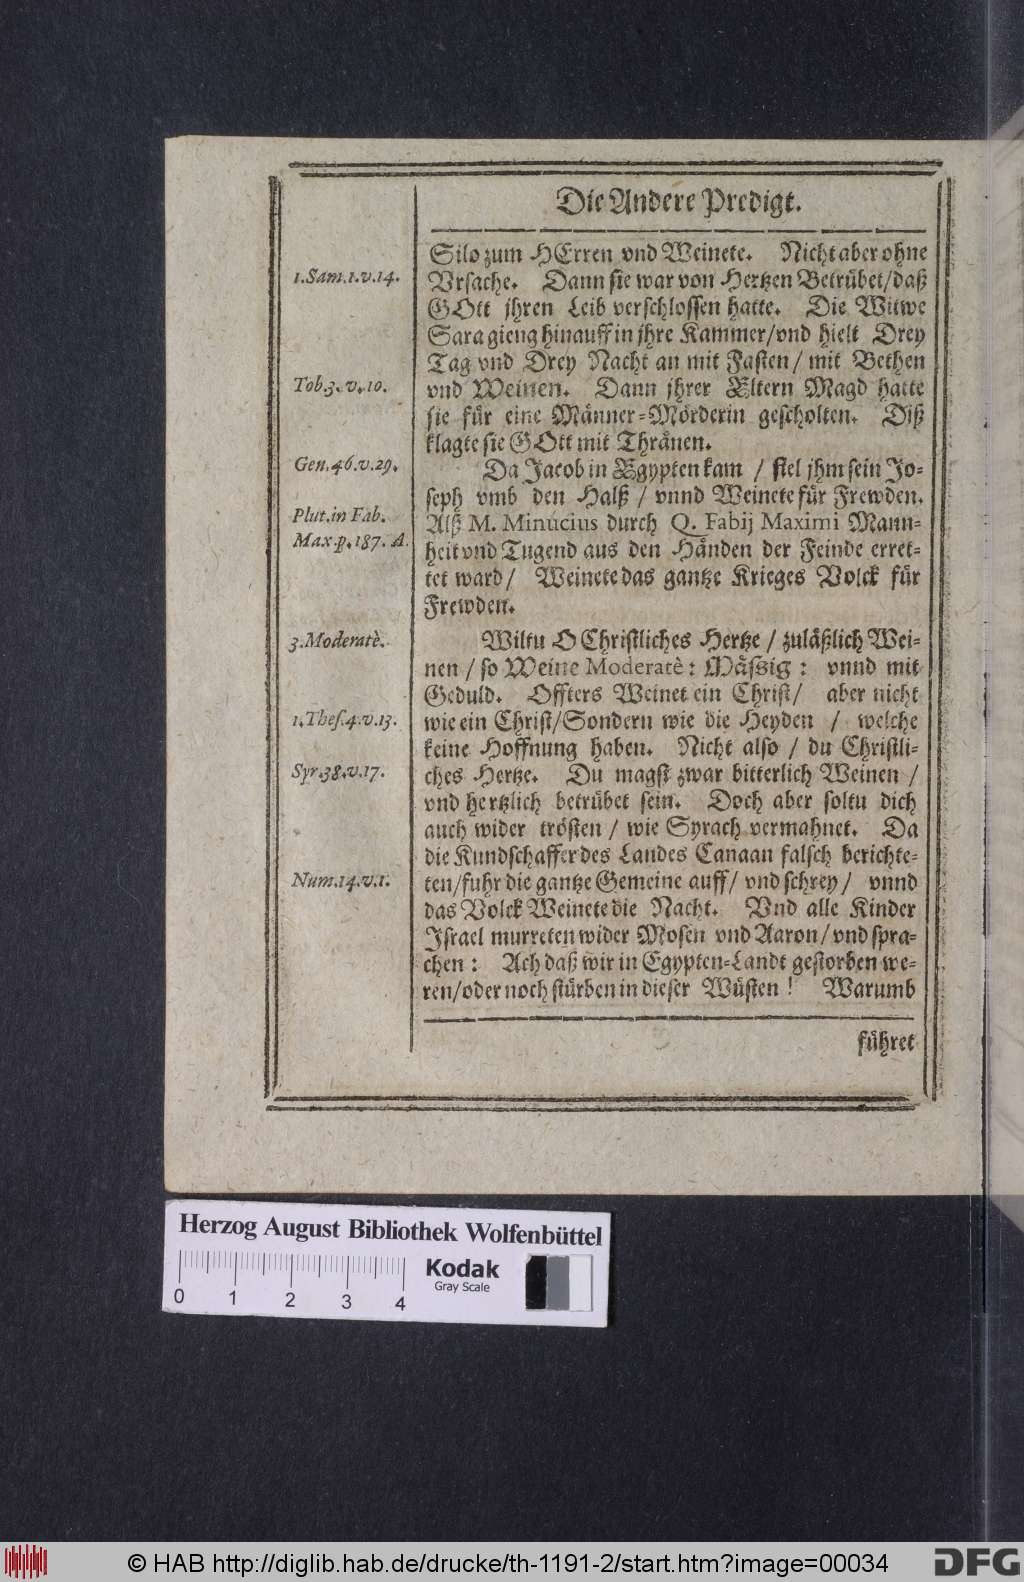 Die Andere Predigt.
Silo zum HErren vnd Weinete. Nicht aber ohne
1. Sam. 1. v. 14.
Vrsache. Dann sie war von Hertzen Betrübet/daß
GOtt jhren Leib verschlossen hatte. Die Witwe
Sara gieng hinauff in jhre Kammer/vnd hielt Drey
Tag vnd Drey Nacht an mit Fasten/ mit Bethen
Tob. 3. v. 10.
vnd Weinen. Dann jhrer Eltern Magd hatte
sie für eine Männer-Mörderin gescholten. Diß
klagte sie GOtt mit Thränen.
Gen. 46. v. 29.
Da Jacob in Egypten kam / fiel jhm sein Jo-
seph vmb den Halß / vnnd Weinete für Frewden.
Plut. in Fab.
Alß M. Minucius durch Q. Fabij Maximi Mann-
Max p. 187. A.
heit vnd Tugend aus den Händen der Feinde erret-
tet ward/ Weinete das gantze Krieges Volck für
Frewden.
3. Moderatè.
Wiltu O Christliches Hertze / zuläßlich Wei-
nen / so Weine Moderatè: Mässig: vnnd mit
Geduld. Offters Weinet ein Christ/ aber nicht
1. Thes. 4. v. 13.
wie ein Christ/Sondern wie die Heyden / welche
keine Hoffnung haben. Nicht also / du Christli-
Syr. 38. v. 17.
ches Hertze. Du magst zwar bitterlich Weinen /
vnd hertzlich betrübet sein. Doch aber soltu dich
auch wider trösten / wie Syrach vermahnet. Da
die Kundschaffer des Landes Canaan falsch berichte-
Num. 14. v. 1.
ten/fuhr die gantze Gemeine auff/ vnd schrey/ vnnd
das Volck Weinete die Nacht. Vnd alle Kinder
Israel murreten wider Mosen vnd Aaron/vnd spra-
chen: Ach daß wir in Egypten-Landt gestorben we-
ren/oder noch stürben in dieser Wüsten! Warumb
führet
Herzog August Bibliothek Wolfenbüttel
Kodak
Gray Scale
0 1 2 3 4
© HAB http://diglib.hab.de/drucke/th-1191-2/start.htm?image=00034
DFG